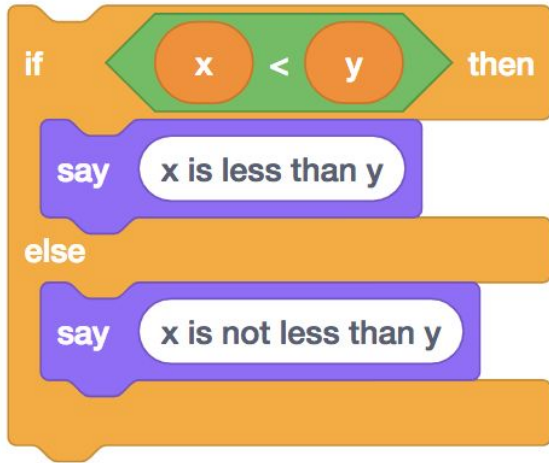 if x < y then
say x is less than y
else
say x is not less than y